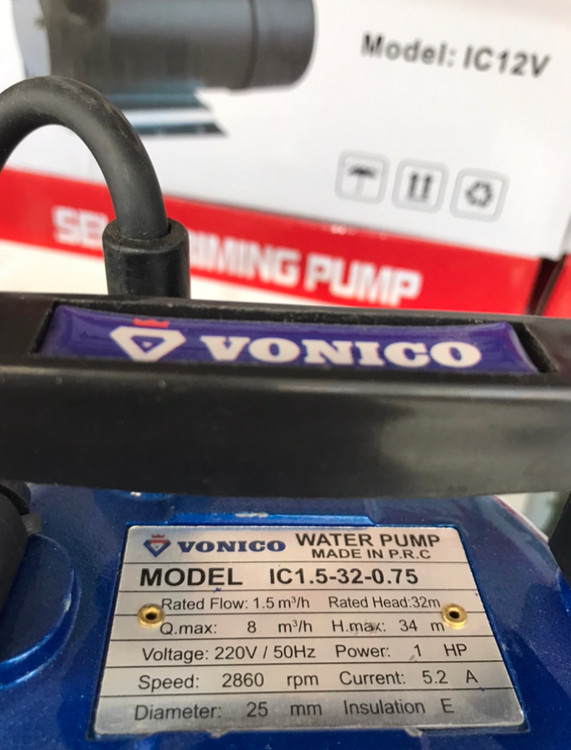 Model: IC12V
PUMP
VONICO
VONICO WATER PUMP
MADE IN P.R.C
MODEL IC1.5-32-0.75
Rated Flow: 1.5 m³/h Rated Head:32m
Q.max: 8 m³/h H.max: 34 m
Voltage: 220V / 50Hz Power: 1 HP
Speed: 2860 rpm Current: 5.2 A
Diameter: 25 mm Insulation E